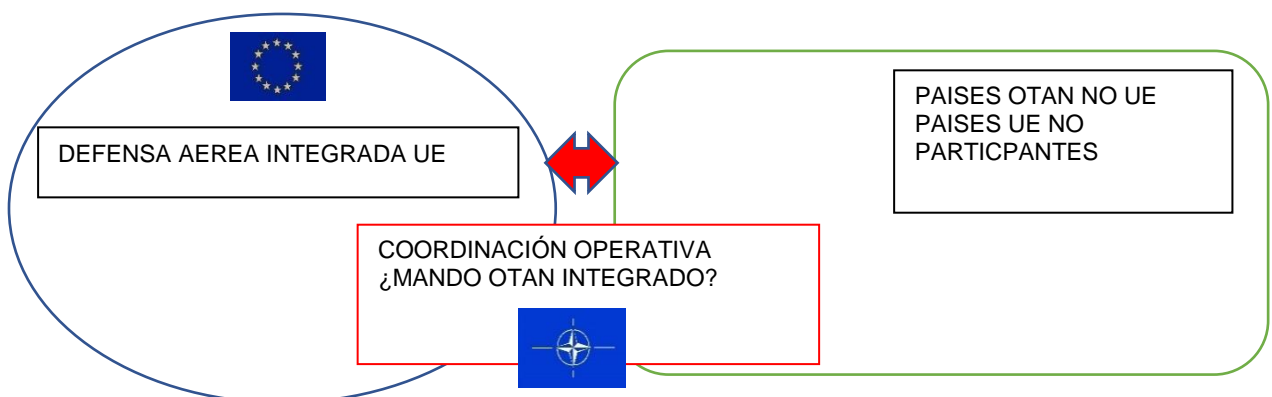 DEFENSA AEREA INTEGRADA UE
PAISES OTAN NO UE
PAISES UE NO
PARTICPANTES
COORDINACIÓN OPERATIVA
¿MANDO OTAN INTEGRADO?